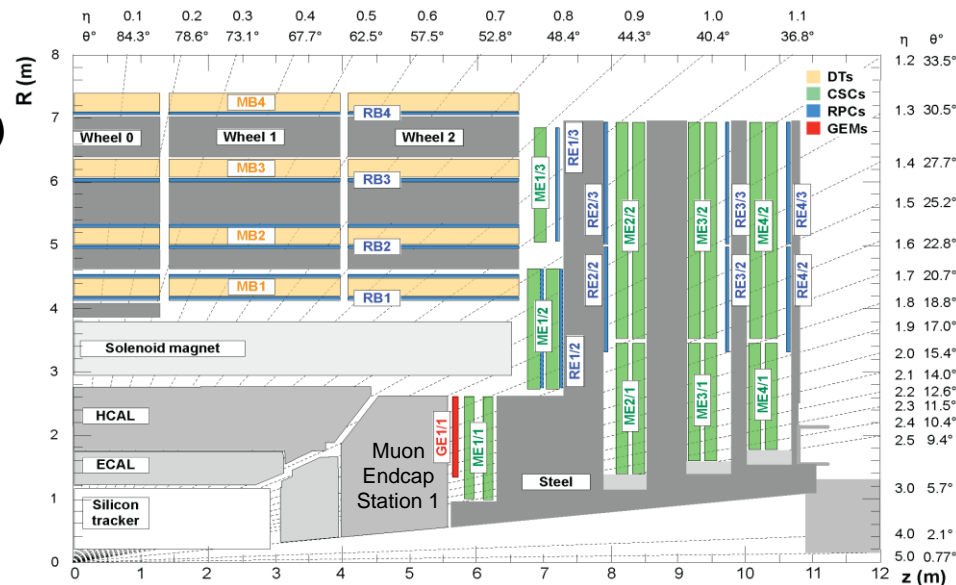 η 0.1 0.2 0.3 0.4 0.5 0.6 0.7 0.8 0.9 1.0 1.1
θ° 84.3° 78.6° 73.1° 67.7° 62.5° 57.5° 52.8° 48.4° 44.3° 40.4° 36.8°
η θ°
1.2 33.5°
1.3 30.5°
1.4 27.7°
1.5 25.2°
1.6 22.8°
1.7 20.7°
1.8 18.8°
1.9 17.0°
2.0 15.4°
2.1 14.0°
2.2 12.6°
2.3 11.5°
2.4 10.4°
2.5 9.4°
3.0 5.7°
4.0 2.1°
5.0 0.77°
)
R (m)
8
7
6
5
4
3
2
1
0
DTs
CSCs
RPCs
GEMs
MB4
RB4
Wheel 0 Wheel 1 Wheel 2
MB3
RB3
MB2
RB2
MB1
RB1
ME1/3
RE1/3
RE2/3
ME2/2
ME3/2
RE3/3
ME4/2
RE4/3
RE2/2
RE3/2
RE4/2
ME1/2
RE1/2
ME2/1
ME3/1
ME4/1
Solenoid magnet
HCAL
ECAL
Silicon
tracker
GE1/1
ME1/1
Muon
Endcap
Station 1
Steel
0 1 2 3 4 5 6 7 8 9 10 11 12
z (m)